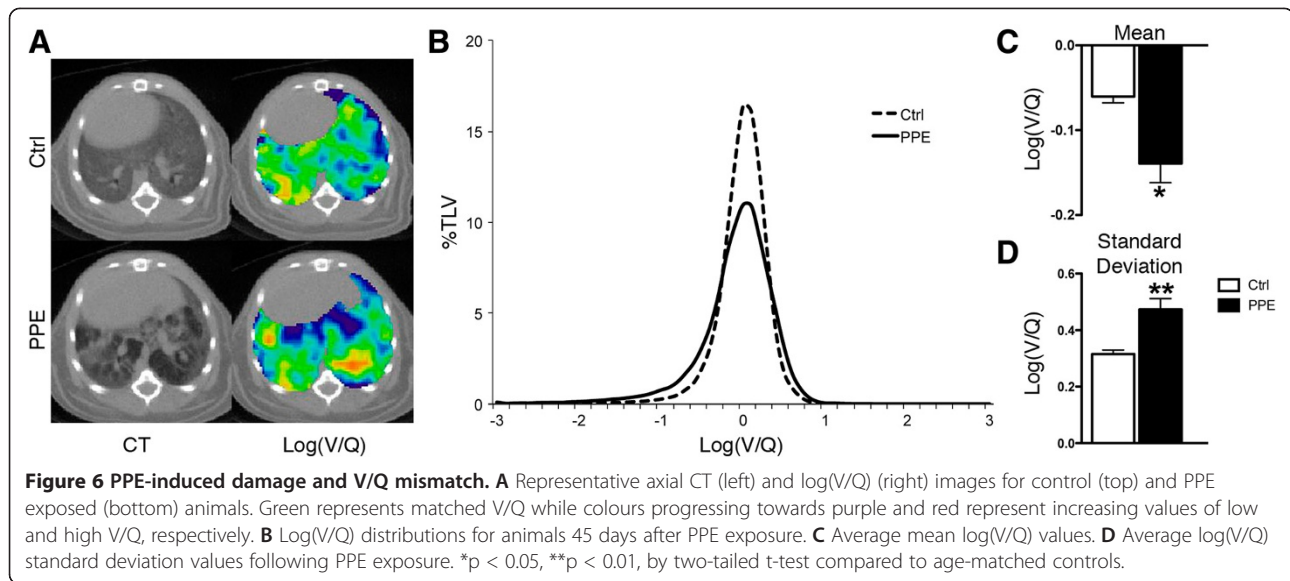 A
Ctrl
PPE
CT
Log(V/Q)
B
20
15
10
5
0
%TLV
-3
-2
-1
0
1
2
3
Log(V/Q)
Ctrl
PPE
C
Mean
0.0
-0.1
-0.2
Log(V/Q)
*
D
Standard
Deviation
0.6
0.4
0.2
0.0
Log(V/Q)
**
Ctrl
PPE
Figure 6 PPE-induced damage and V/Q mismatch. A Representative axial CT (left) and log(V/Q) (right) images for control (top) and PPE
exposed (bottom) animals. Green represents matched V/Q while colours progressing towards purple and red represent increasing values of low
and high V/Q, respectively. B Log(V/Q) distributions for animals 45 days after PPE exposure. C Average mean log(V/Q) values. D Average log(V/Q)
standard deviation values following PPE exposure. *p < 0.05, **p < 0.01, by two-tailed t-test compared to age-matched controls.